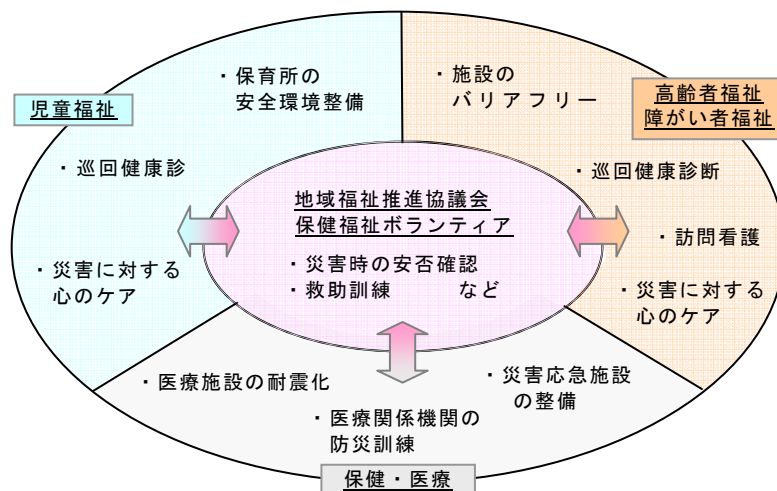 児童福祉
・保育所の
安全環境整備
・巡回健康診
・災害に対する
心のケア
高齢者福祉
障がい者福祉
・施設の
バリアフリー
・巡回健康診断
・訪問看護
・災害に対する
心のケア
地域福祉推進協議会
保健福祉ボランティア
・災害時の安否確認
・救助訓練　　など
・医療施設の耐震化
・災害応急施設
の整備
・医療関係機関の
防災訓練
保健・医療